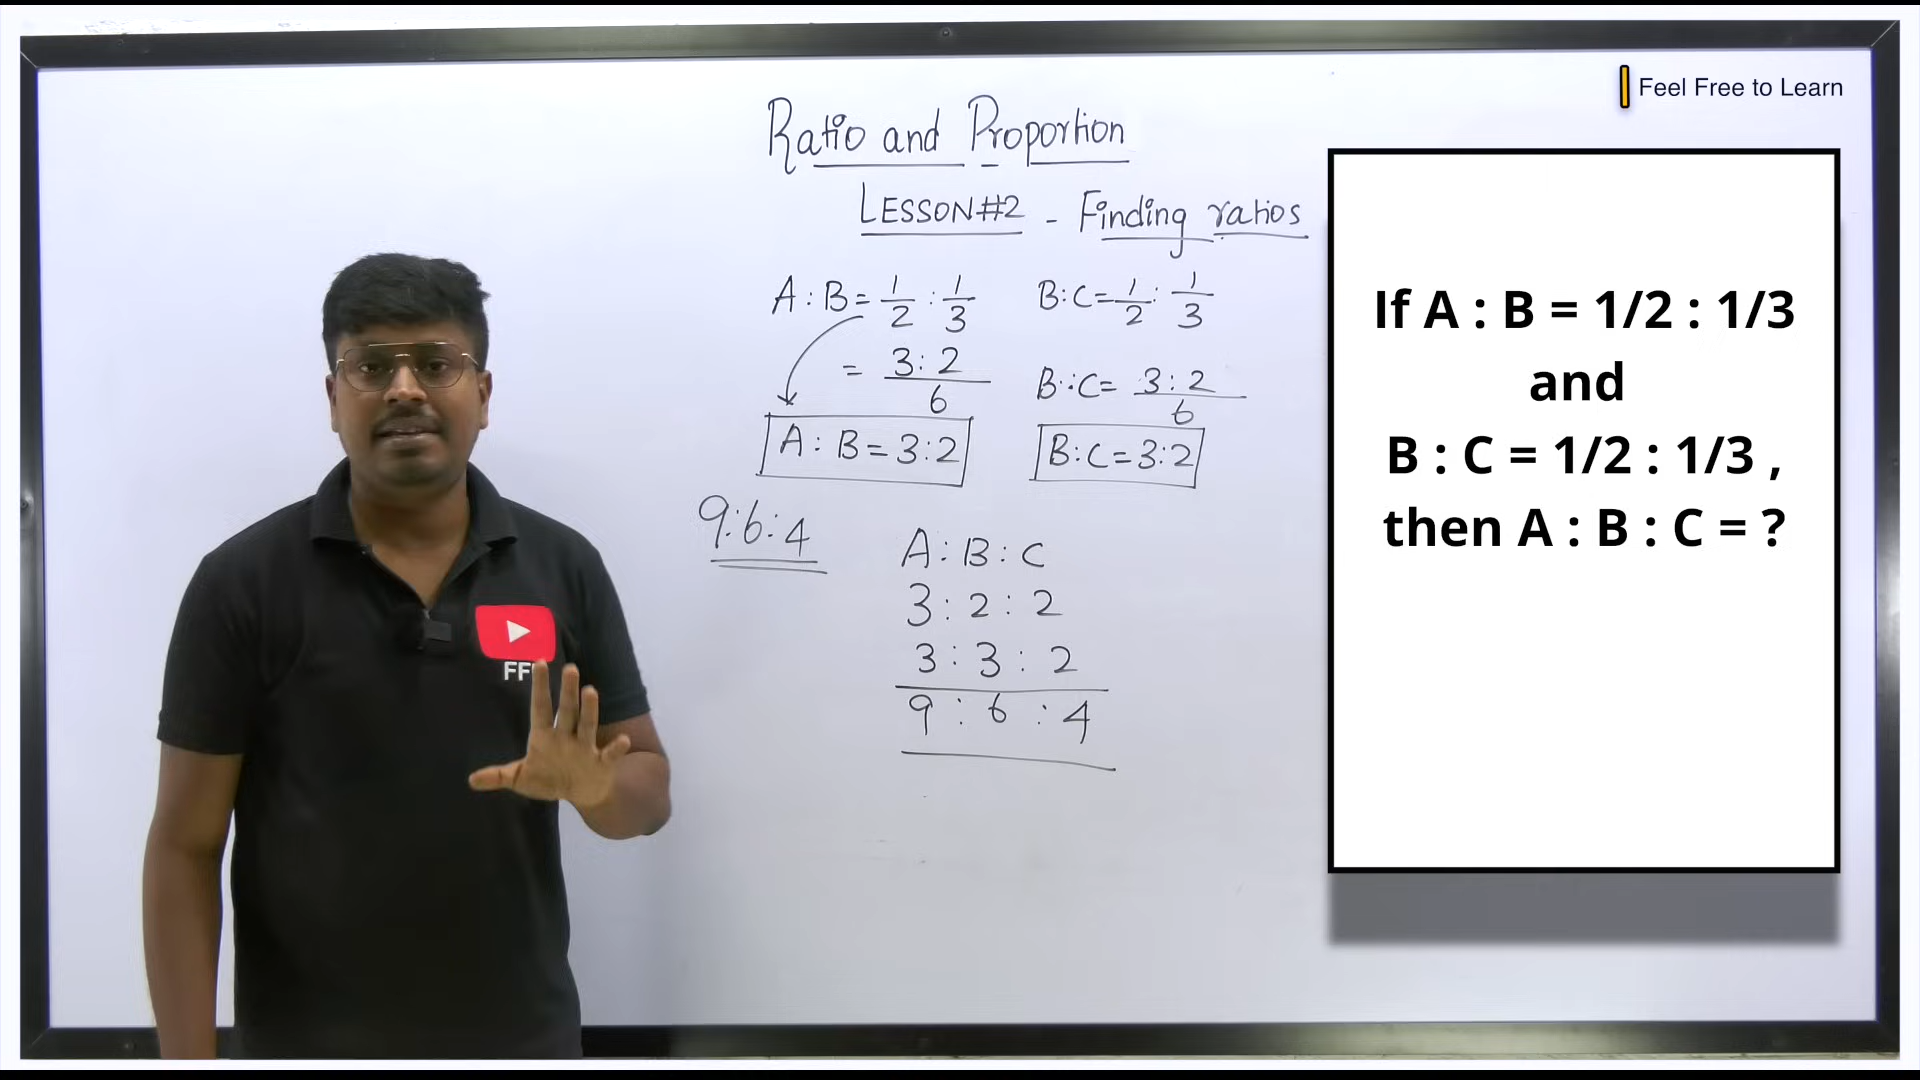 Feel Free to Learn
Ratio and Proportion
LESSON#2 - Finding ratios
A : B = 1/2 : 1/3
= 3 : 2 / 6
A : B = 3 : 2
B : C = 1/2 : 1/3
B : C = 3 : 2 / 6
B : C = 3 : 2
9 : 6 : 4
A : B : C
3 : 2 : 2
3 : 3 : 2
9 : 6 : 4
If A : B = 1/2 : 1/3
and
B : C = 1/2 : 1/3 ,
then A : B : C = ?
FF